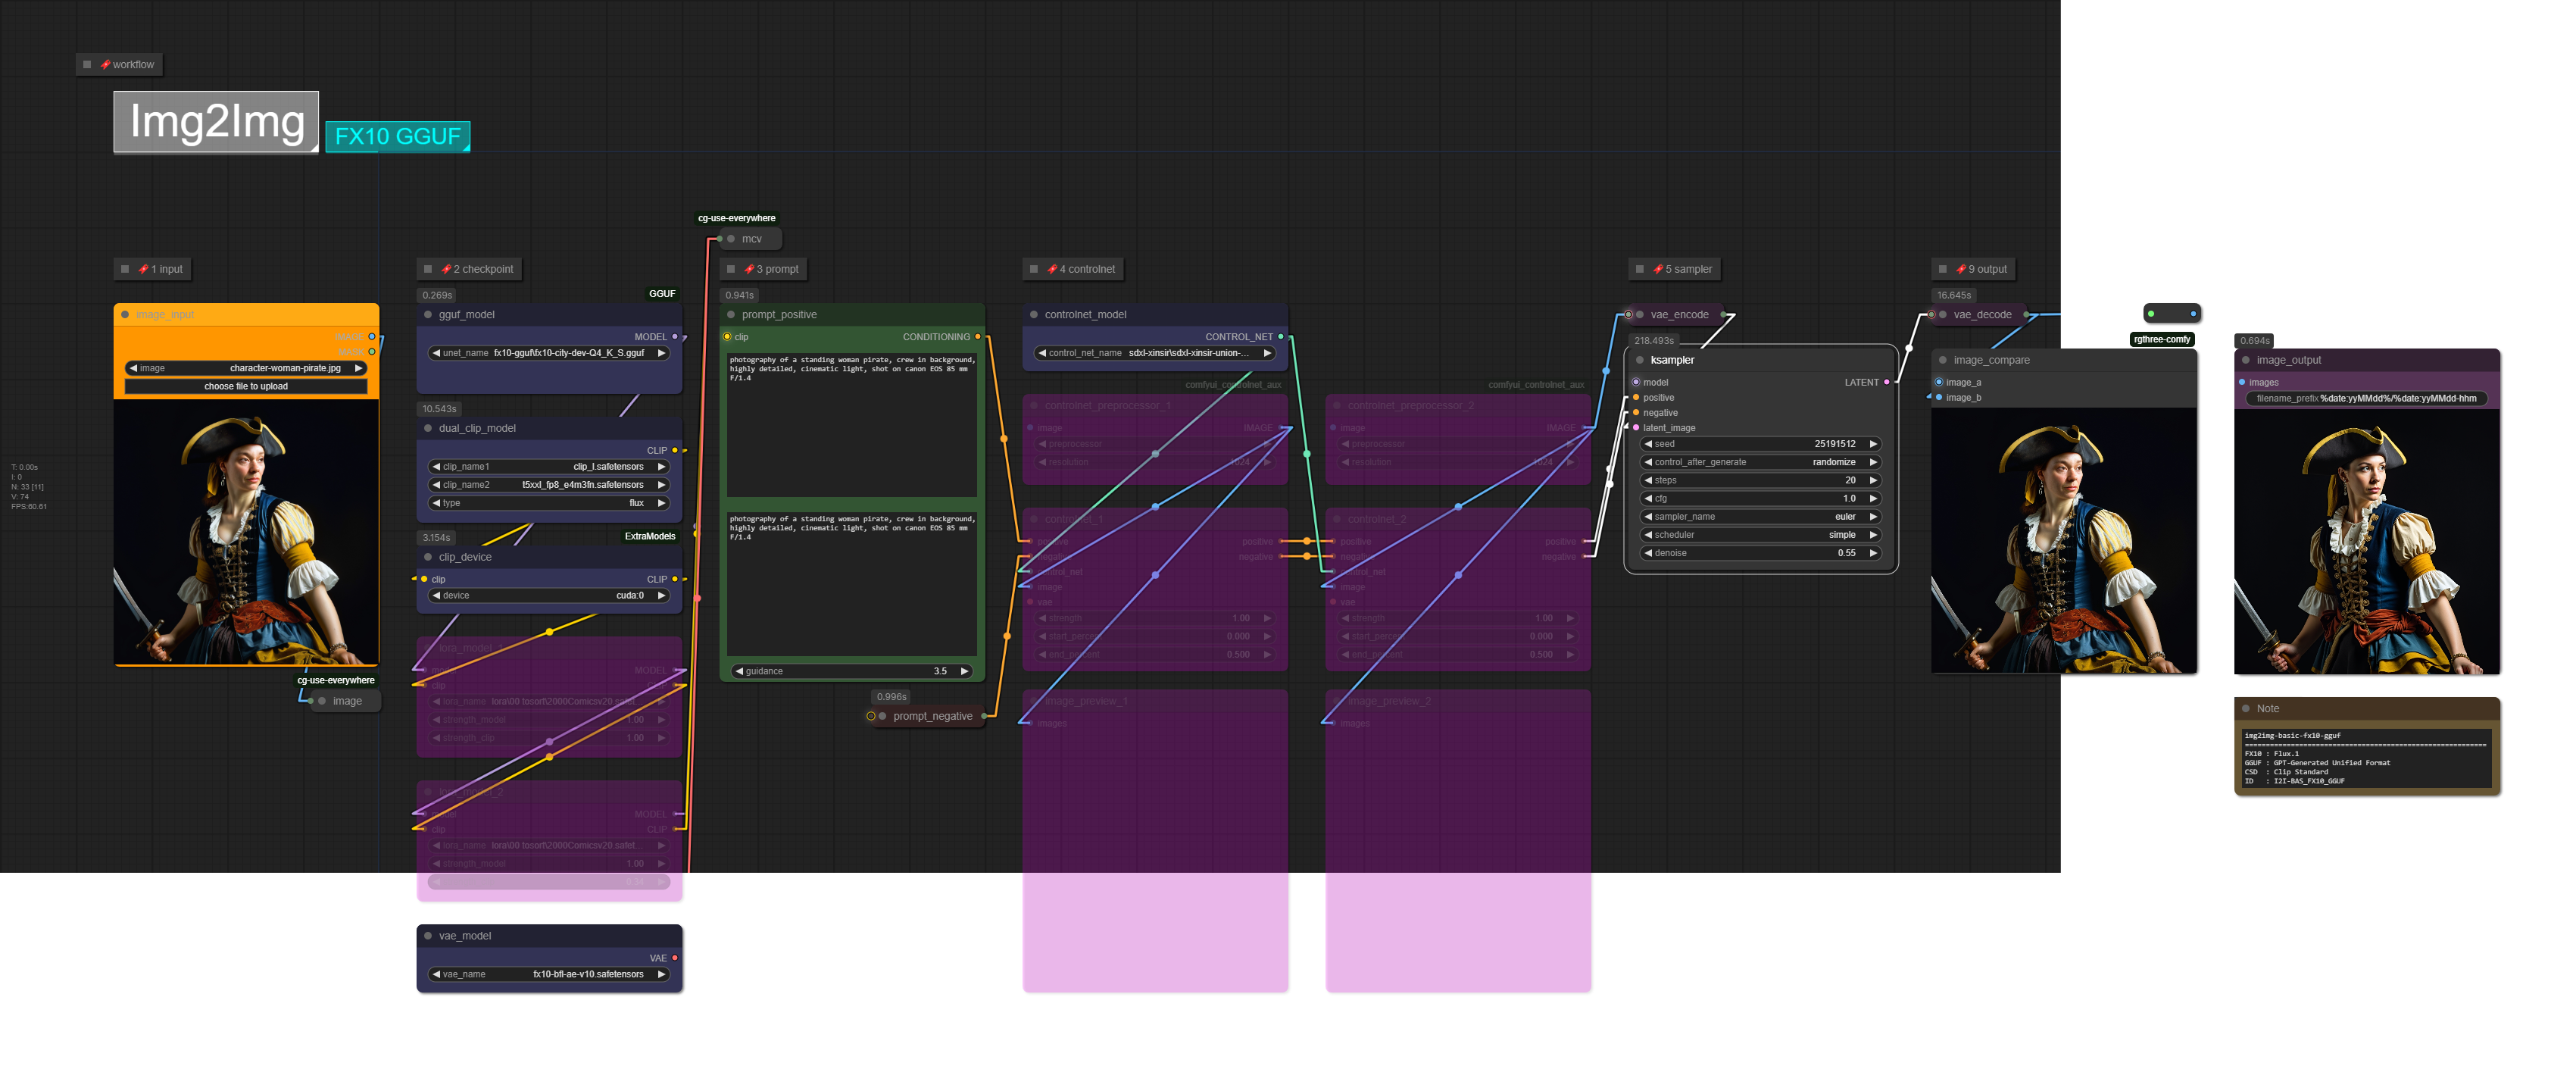 workflow
Img2Img
FX10 GGUF
cg-use-everywhere
mcv
1 input
2 checkpoint
3 prompt
4 controlnet
5 sampler
9 output
image_input
image
character-woman-pirate.jpg
choose file to upload
cg-use-everywhere
image
T: 0.00s
I: 0
N: 33 [11]
V: 74
FPS:60.61
0.269s
GGUF
gguf_model
MODEL
unet_name fx10-gguf\fx10-city-dev-Q4_K_S.gguf
10.543s
dual_clip_model
CLIP
clip_name1 clip_l.safetensors
clip_name2 t5xxl_fp8_e4m3fn.safetensors
type flux
3.154s
ExtraModels
clip_device
clip CLIP
device cuda:0
MODEL
clip
lora_name lora\00 losorf\2000Comicsv20.safet...
strength_model 1.00
strength_clip 1.00
MODEL
clip CLIP
lora_name lora\00 losorf\2000Comicsv20.safet...
strength_model 1.00
vae_model
VAE
vae_name fx10-bfl-ae-v10.safetensors
0.941s
prompt_positive
clip CONDITIONING
photography of a standing woman pirate, crew in background,
highly detailed, cinematic light, shot on canon EOS 85 mm
F/1.4
photography of a standing woman pirate, crew in background,
highly detailed, cinematic light, shot on canon EOS 85 mm
F/1.4
guidance 3.5
0.996s
prompt_negative
controlnet_model
CONTROL_NET
control_net_name sdxl-xinsir\sdxl-xinsir-union-...
comfyui_controlnet_aux
controlnet_preprocessor_1
image IMAGE
preprocessor
resolution 1024
controlnet_1
positive positive
negative negative
control_net
image
vae
strength 1.00
start_percent 0.000
end_percent 0.500
image_preview_1
images
comfyui_controlnet_aux
controlnet_preprocessor_2
image IMAGE
preprocessor
resolution 1024
controlnet_2
positive positive
negative negative
control_net
image
vae
strength 1.00
start_percent 0.000
end_percent 0.500
image_preview_2
images
vae_encode
218.493s
ksampler
model LATENT
positive
negative
latent_image
seed 25191512
control_after_generate randomize
steps 20
cfg 1.0
sampler_name euler
scheduler simple
denoise 0.55
16.645s
vae_decode
rgthree-comfy
image_compare
image_a
image_b
0.694s
image_output
images
filename_prefix %date:yyMMdd%/%date:yyMMdd-hhm
Note
img2img-basic-fx10-gguf
=========================================================
FX10 : Flux.1
GGUF : GPT-Generated Unified Format
CSD : Clip Standard
ID : I2I-BAS_FX10_GGUF